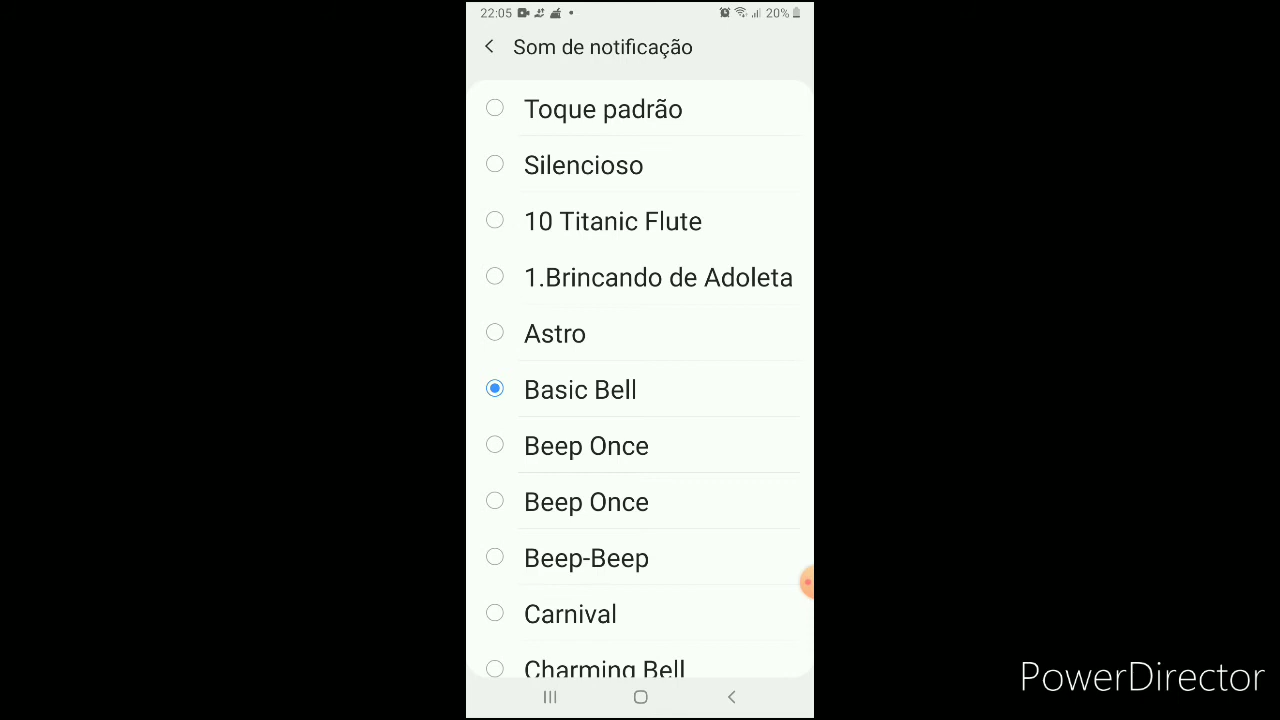 22:05
20%
Som de notificação
Toque padrão
Silencioso
10 Titanic Flute
1.Brincando de Adoleta
Astro
Basic Bell
Beep Once
Beep Once
Beep-Beep
Carnival
Charming Bell
PowerDirector